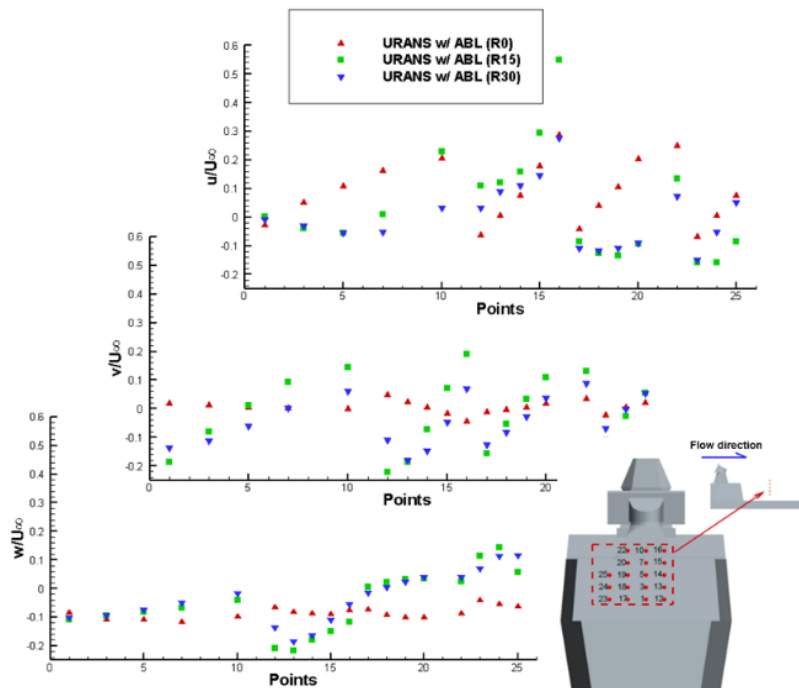 URANS w/ ABL (R0)
URANS w/ ABL (R15)
URANS w/ ABL (R30)
0.6
0.5
0.4
0.3
0.2
0.1
0
-0.1
-0.2
u/U∞
5
10
15
20
25
Points
0.6
0.5
0.4
0.3
0.2
0.1
0
-0.1
-0.2
v/U∞
0
5
10
15
20
Points
0.6
0.5
0.4
0.3
0.2
0.1
0
-0.1
-0.2
w/U∞
0
5
10
15
20
25
Points
Flow direction
22 10 16
20 7 15
25 19 5 14
24 18 3 13
23 17 1 12